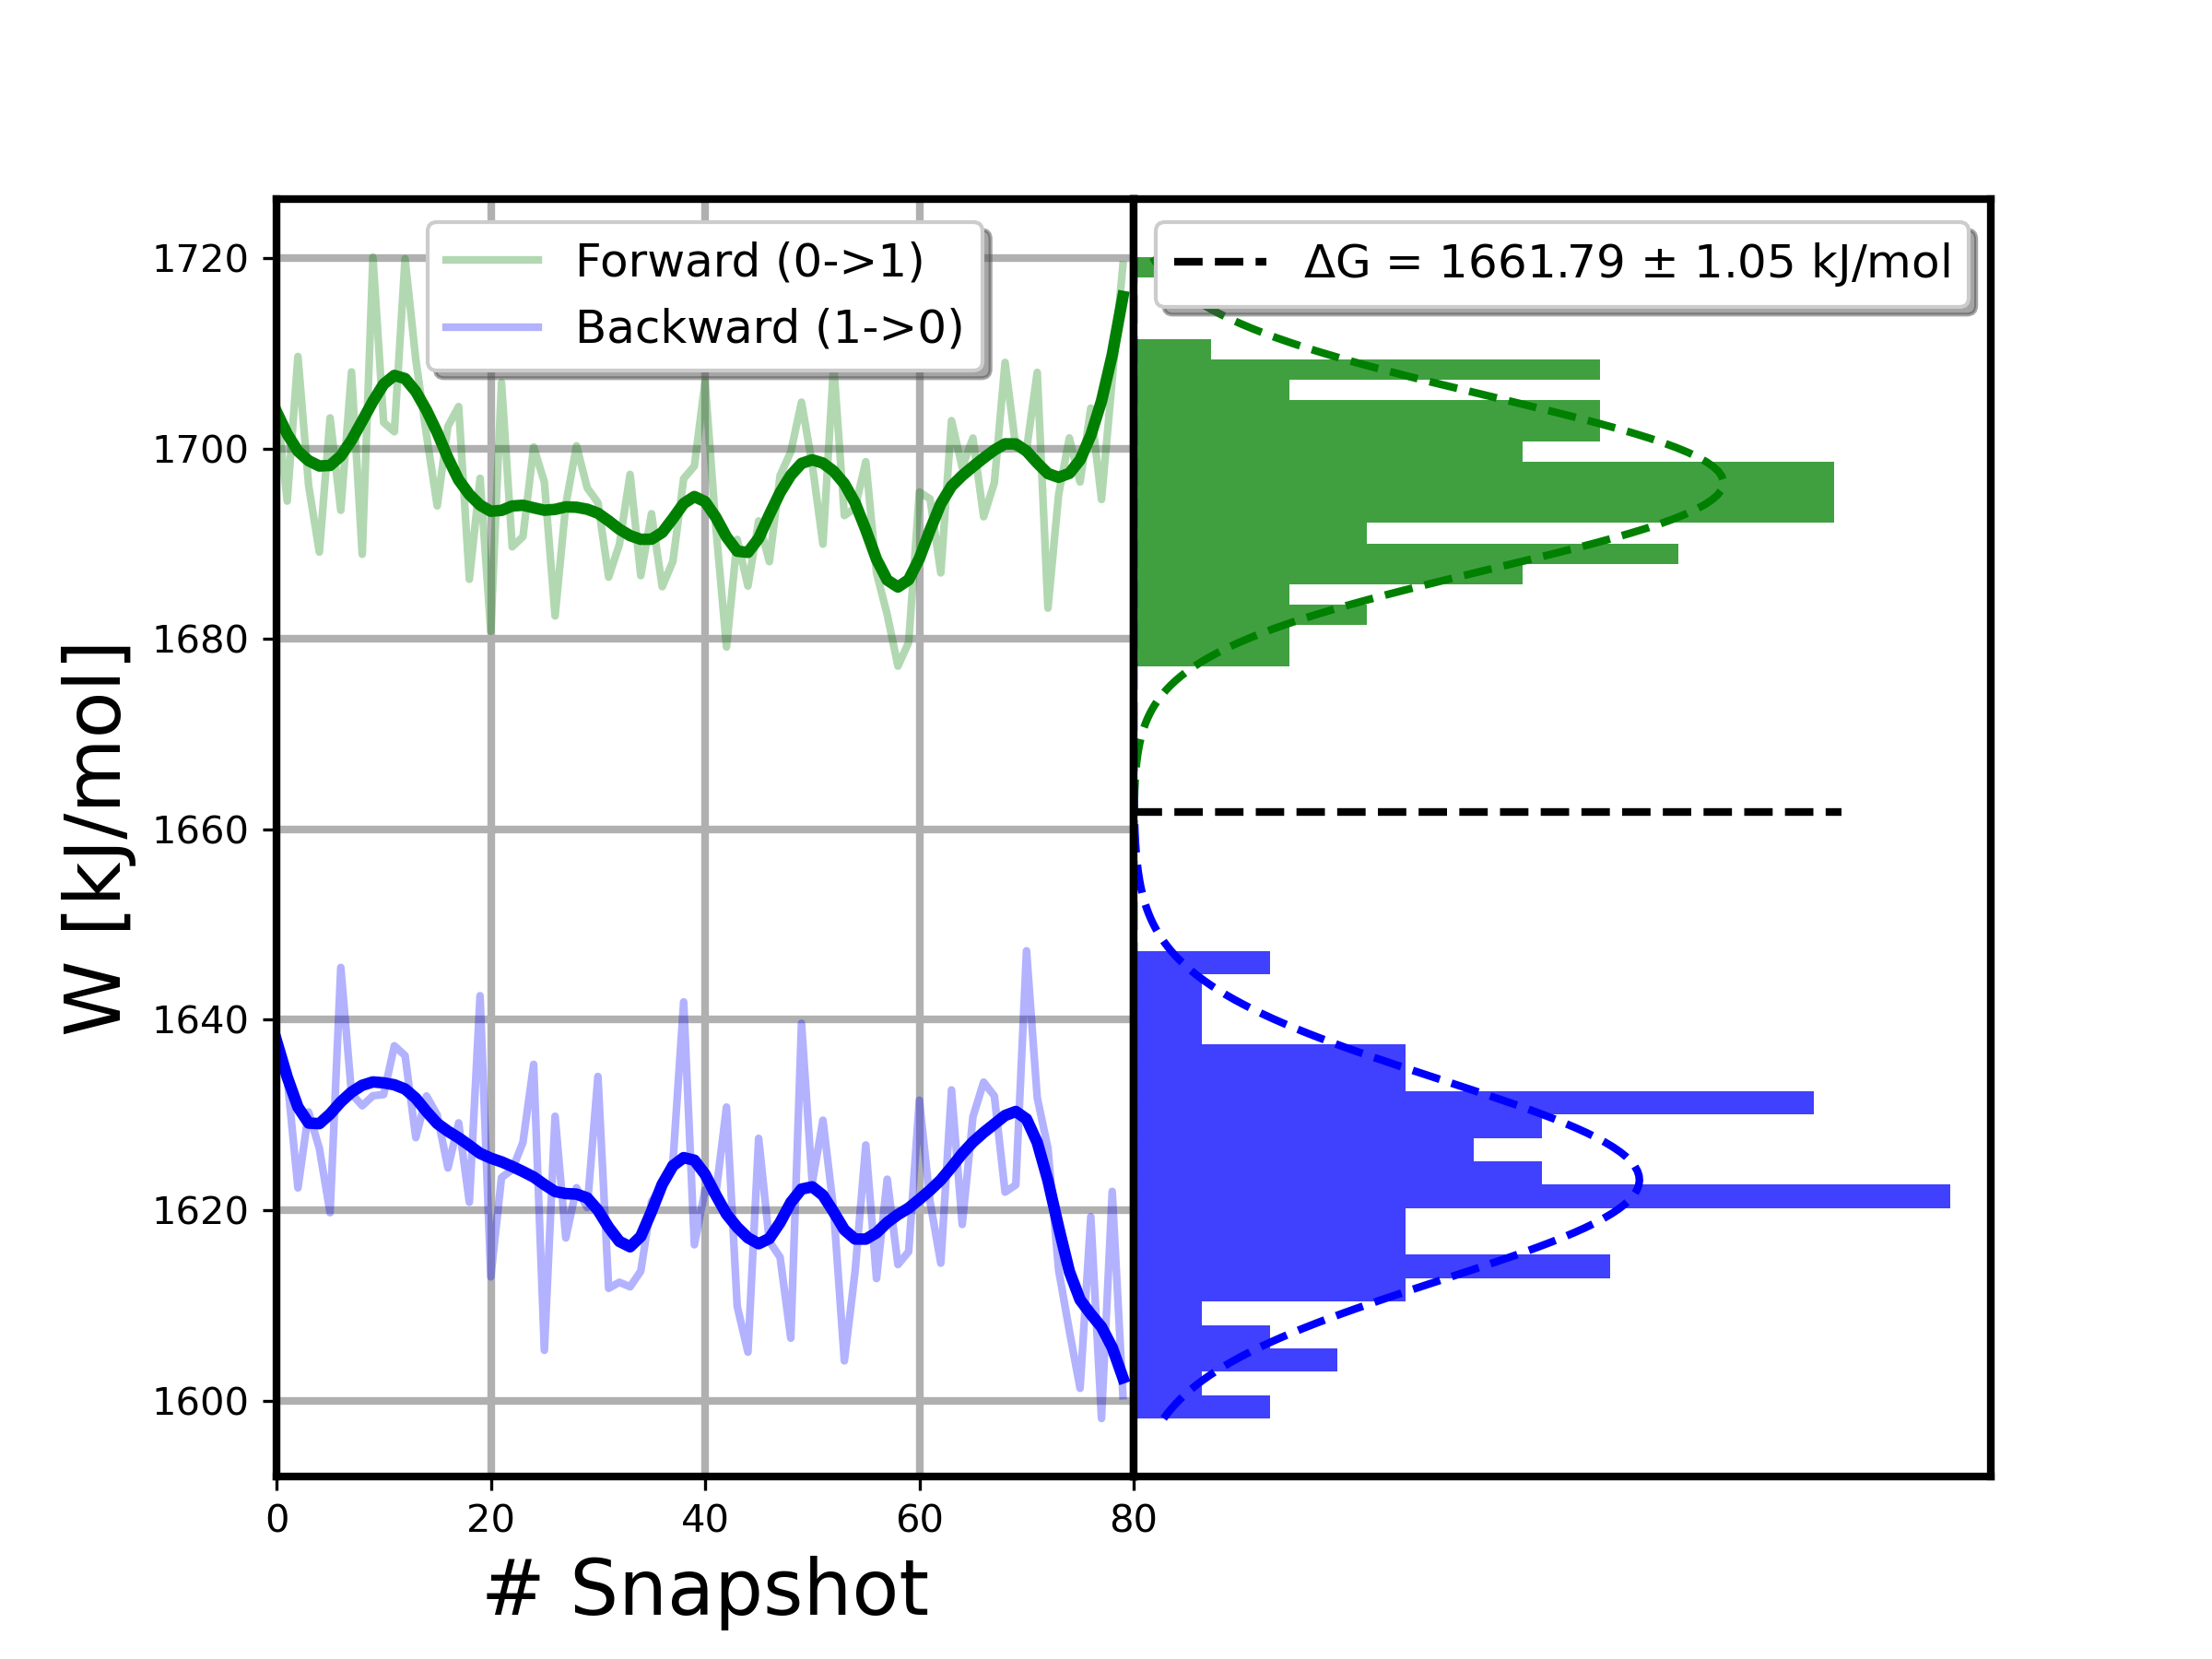 Forward (0->1)
Backward (1->0)
ΔG = 1661.79 ± 1.05 kJ/mol
1720
1700
1680
1660
1640
1620
1600
W [kJ/mol]
0 20 40 60 80
# Snapshot